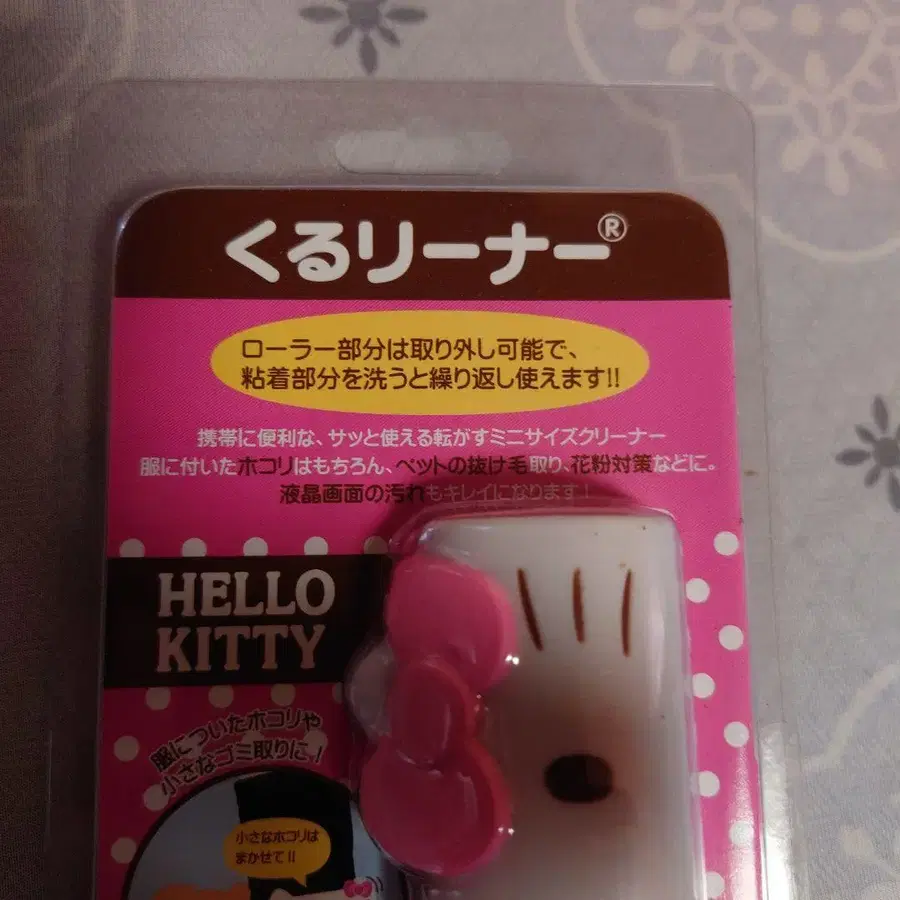 くるリーナー®
ローラー部分は取り外し可能で、
粘着部分を洗うと繰り返し使えます!!
携帯に便利な、サッと使える転がすミニサイズクリーナー
服に付いたホコリはもちろん、ペットの抜け毛取り、花粉対策などに。
液晶画面の汚れもキレイになります!
HELLO
KITTY
服についたホコリや
小さなゴミ取りに!
小さなホコリは
まかせて!!